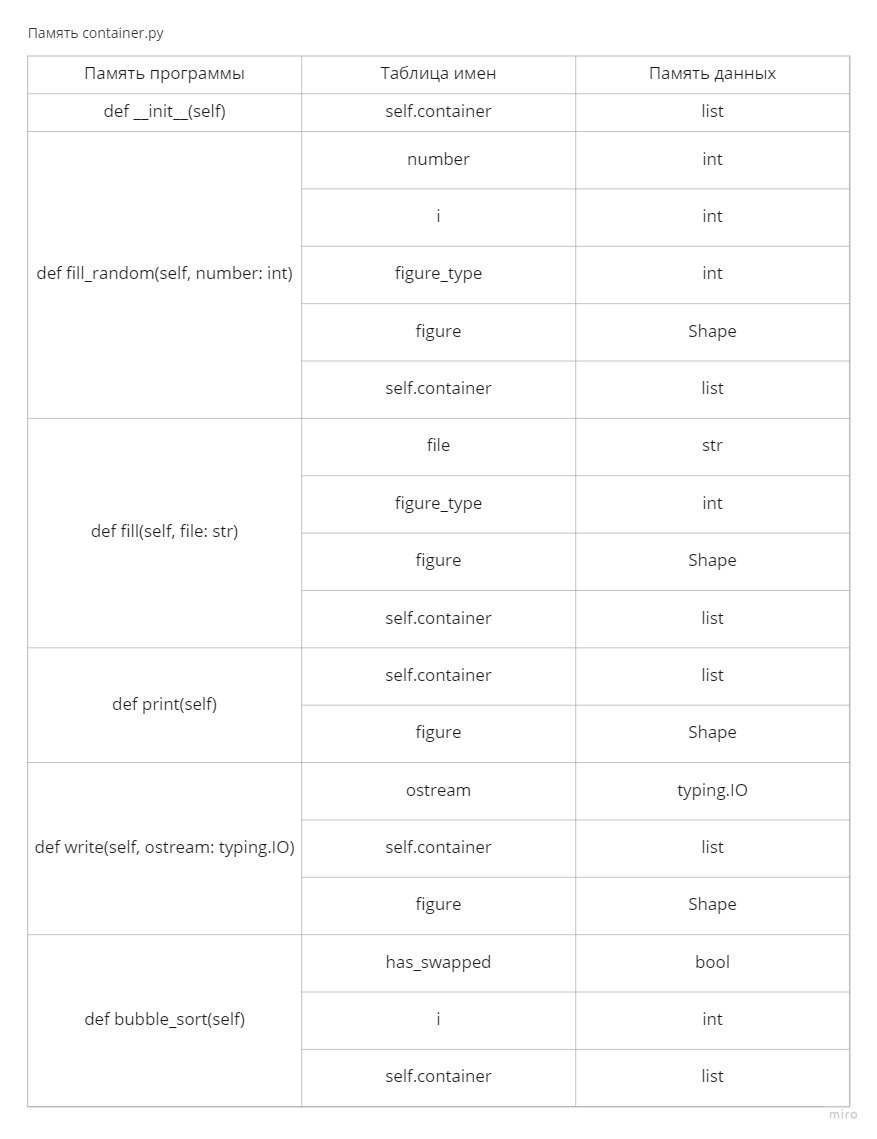 Память container.py
Память программы Таблица имен Память данных
def __init__(self) self.container list
number int
i int
def fill_random(self, number: int) figure_type int
figure Shape
self.container list
file str
figure_type int
def fill(self, file: str)
figure Shape
self.container list
self.container list
def print(self)
figure Shape
ostream typing.IO
def write(self, ostream: typing.IO) self.container list
figure Shape
has_swapped bool
def bubble_sort(self) i int
self.container list
miro